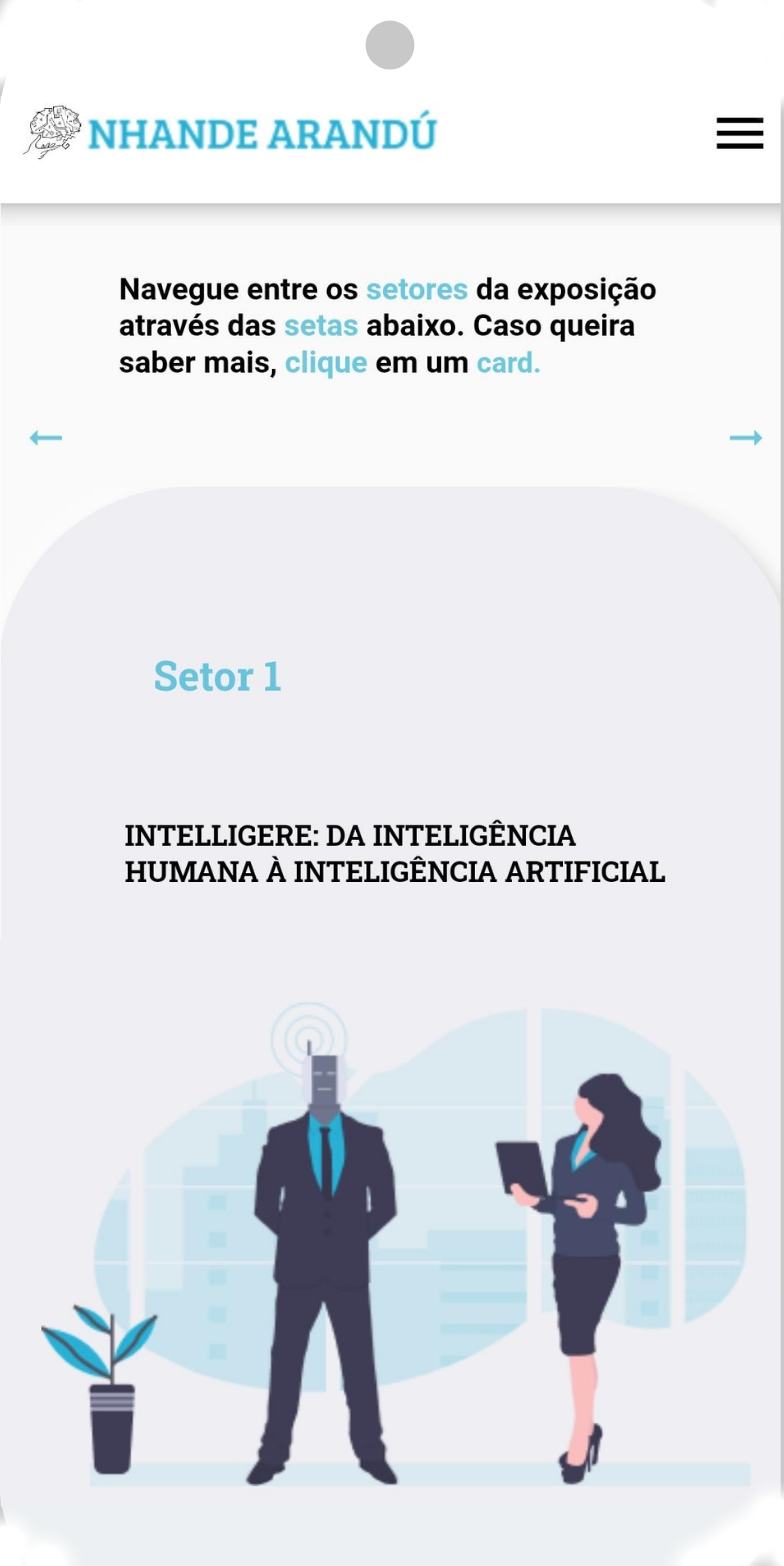 NHANDE ARANDÚ
Navegue entre os setores da exposição
através das setas abaixo. Caso queira
saber mais, clique em um card.
Setor 1
INTELLIGERE: DA INTELIGÊNCIA
HUMANA À INTELIGÊNCIA ARTIFICIAL